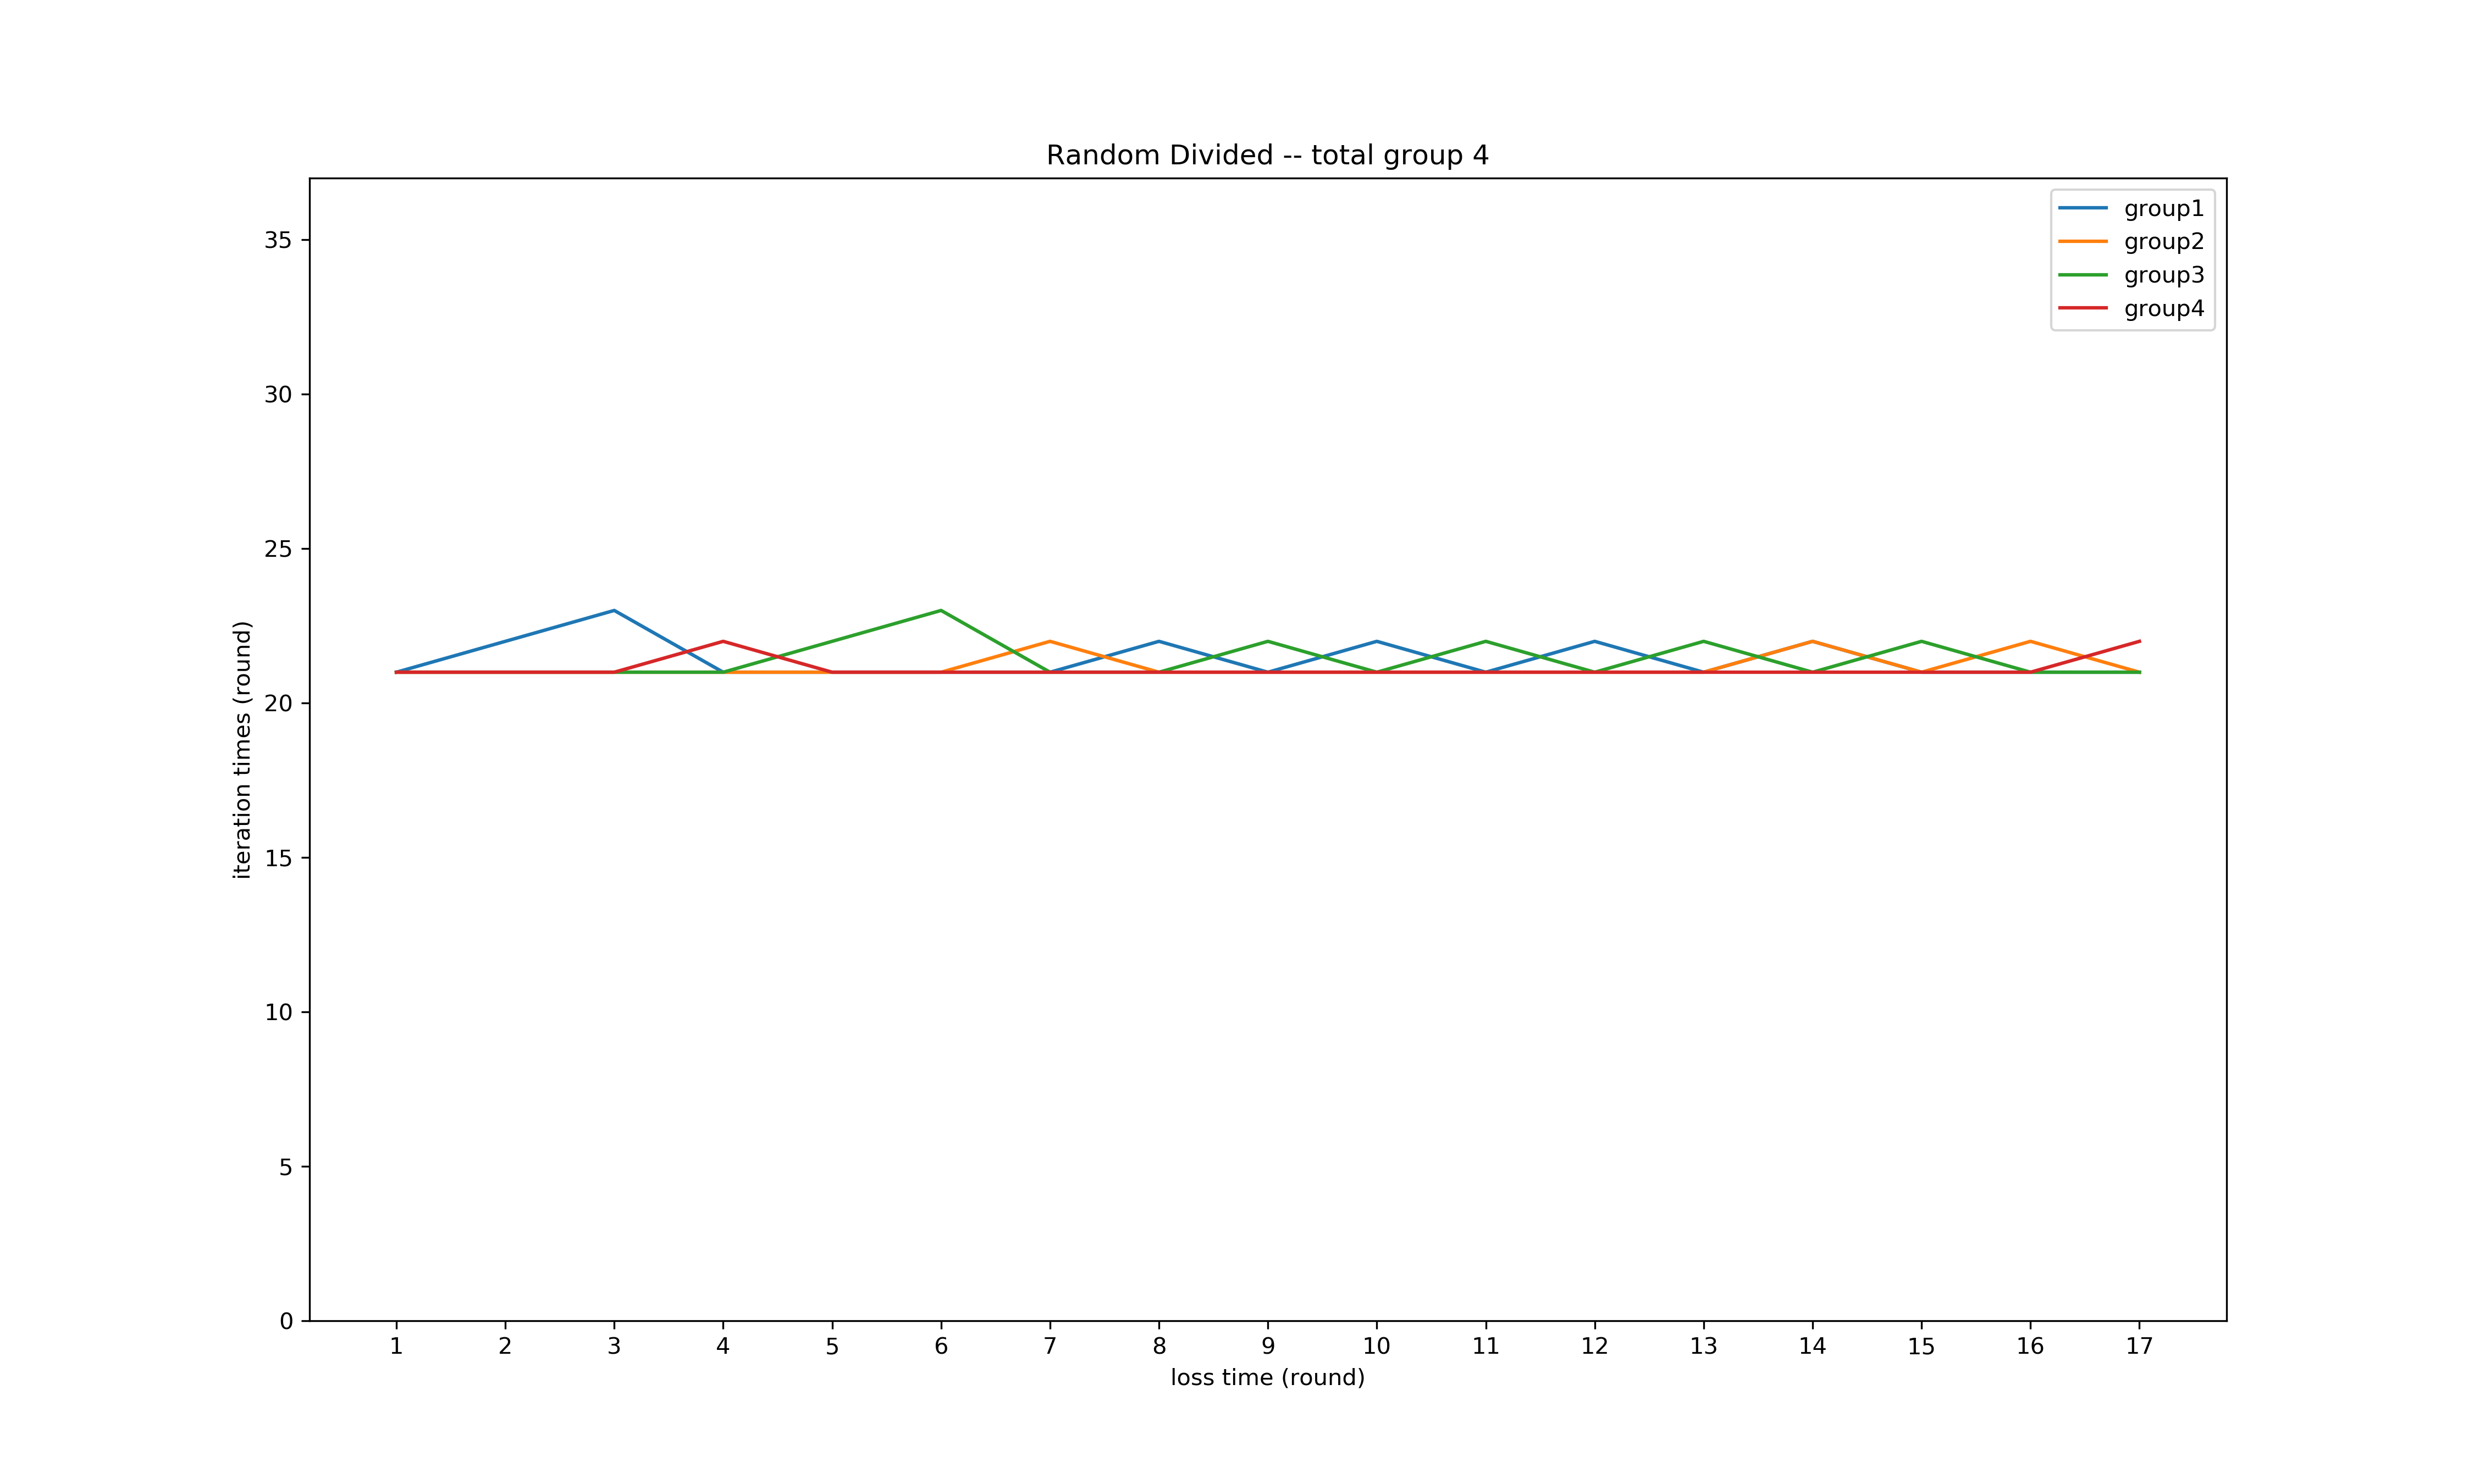 Random Divided -- total group 4
group1
group2
group3
group4
iteration times (round)
35
30
25
20
15
10
5
0
1 2 3 4 5 6 7 8 9 10 11 12 13 14 15 16 17
loss time (round)